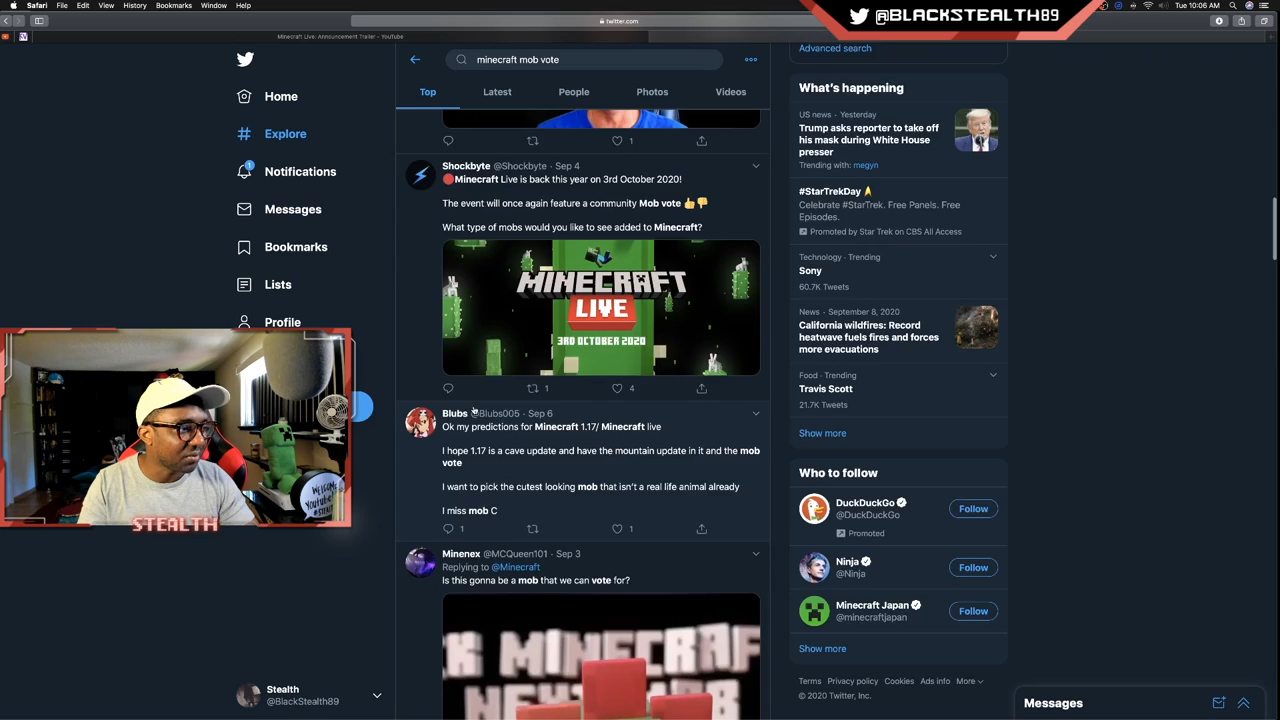 Safari File Edit View History Bookmarks Window Help
Tue 10:06 AM
twitter.com
Minecraft Live: Announcement Trailer - YouTube
@BLACKSTEALTH89
Home
Explore
1
Notifications
Messages
Bookmarks
Lists
Profile
Stealth
@BlackStealth89
minecraft mob vote
Top Latest People Photos Videos
1
Shockbyte @Shockbyte · Sep 4
Minecraft Live is back this year on 3rd October 2020!
The event will once again feature a community Mob vote 👍👎
What type of mobs would you like to see added to Minecraft?
MINECRAFT
LIVE
3RD OCTOBER 2020
1 4
Blubs @Blubs005 · Sep 6
Ok my predictions for Minecraft 1.17/ Minecraft live
I hope 1.17 is a cave update and have the mountain update in it and the mob
vote
I want to pick the cutest looking mob that isn't a real life animal already
I miss mob C
1 1
Minenex @MCQueen101 · Sep 3
Replying to @Minecraft
Is this gonna be a mob that we can vote for?
MINECRAFT
Advanced search
What's happening
US news · Yesterday
Trump asks reporter to take off
his mask during White House
presser
Trending with: megyn
#StarTrekDay
Celebrate #StarTrek. Free Panels. Free
Episodes.
Promoted by Star Trek on CBS All Access
Technology · Trending
Sony
60.7K Tweets
News · September 8, 2020
California wildfires: Record
heatwave fuels fires and forces
more evacuations
Food · Trending
Travis Scott
21.7K Tweets
Show more
Who to follow
DuckDuckGo
@DuckDuckGo
Follow
Promoted
Ninja
@Ninja
Follow
Minecraft Japan
@minecraftjapan
Follow
Show more
Terms Privacy policy Cookies Ads info More
© 2020 Twitter, Inc.
Messages
WELCOME
STEALTH